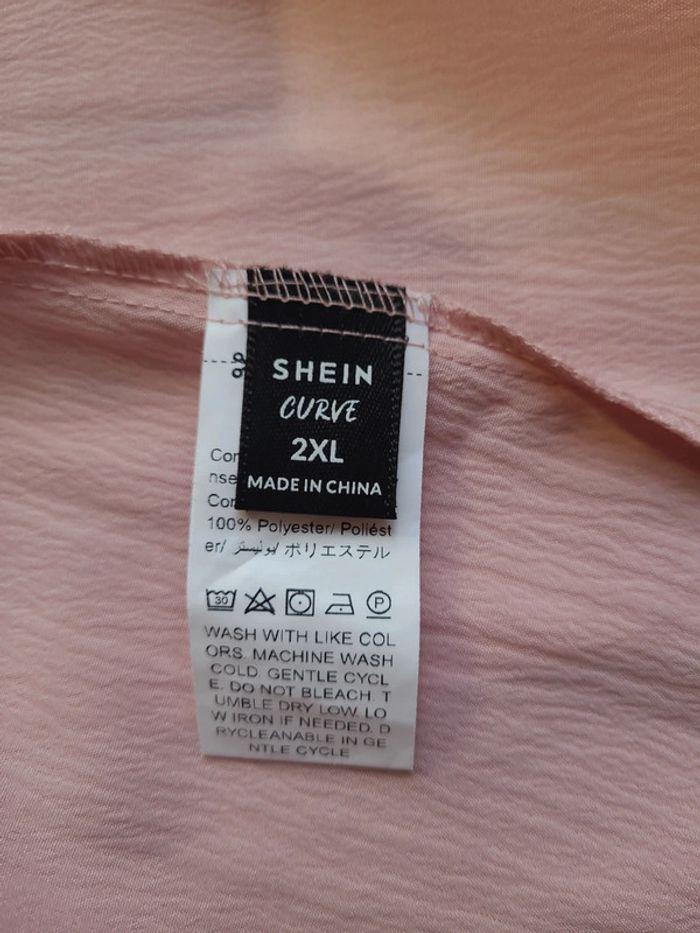 SHEIN
CURVE
2XL
MADE IN CHINA
100% Polyester/ Poliést
er/ بوليستر/ ポリエステル
30
P
WASH WITH LIKE COL
ORS. MACHINE WASH
COLD. GENTLE CYCL
E. DO NOT BLEACH. T
UMBLE DRY LOW. LO
W IRON IF NEEDED. D
RYCLEANABLE IN GE
NTLE CYCLE